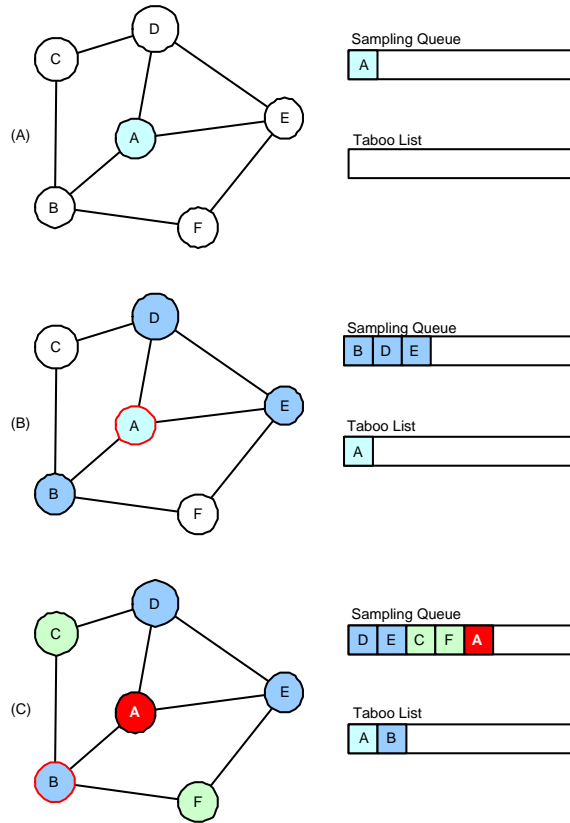 D
Sampling Queue
C
A
E
(A)
A
Taboo List
B
F
D
Sampling Queue
C
B D E
E
(B)
A
Taboo List
A
B
F
D
Sampling Queue
C
D E C F A
E
(C)
A
Taboo List
A B
B
F